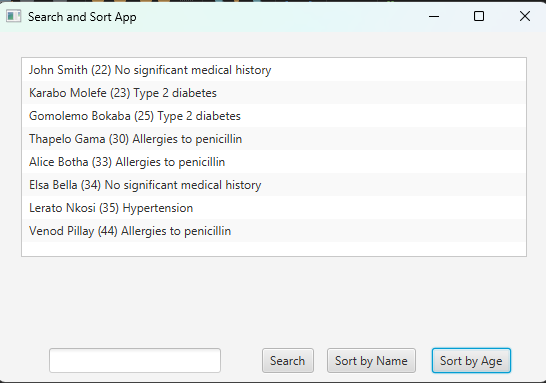 Search and Sort App
John Smith (22) No significant medical history
Karabo Molefe (23) Type 2 diabetes
Gomolemo Bokaba (25) Type 2 diabetes
Thapelo Gama (30) Allergies to penicillin
Alice Botha (33) Allergies to penicillin
Elsa Bella (34) No significant medical history
Lerato Nkosi (35) Hypertension
Venod Pillay (44) Allergies to penicillin
Search Sort by Name Sort by Age